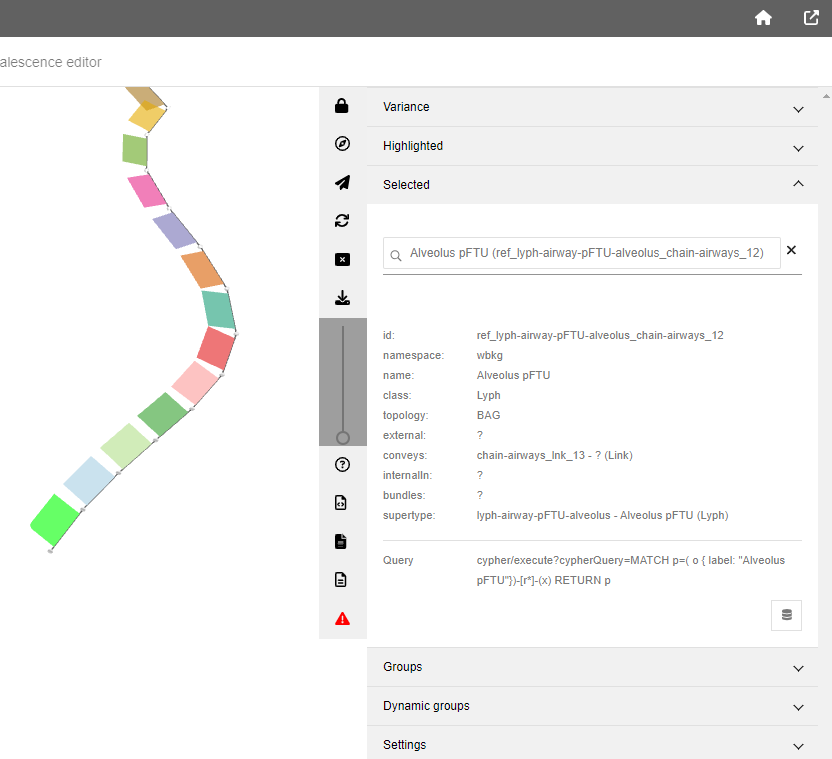 alescence editor
Variance
Highlighted
Selected
Alveolus pFTU (ref_lyph-airway-pFTU-alveolus_chain-airways_12)
id: ref_lyph-airway-pFTU-alveolus_chain-airways_12
namespace: wbkg
name: Alveolus pFTU
class: Lyph
topology: BAG
external: ?
conveys: chain-airways_lnk_13 - ? (Link)
internalIn: ?
bundles: ?
supertype: lyph-airway-pFTU-alveolus - Alveolus pFTU (Lyph)
Query cypher/execute?cypherQuery=MATCH p=( o { label: "Alveolus
pFTU"})-[r*]-(x) RETURN p
Groups
Dynamic groups
Settings